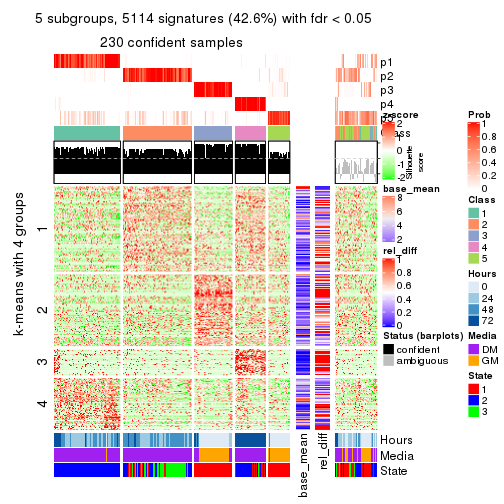 5 subgroups, 5114 signatures (42.6%) with fdr < 0.05
230 confident samples
p1
p2
p3
p4
z-score
2
1
0
-1
-2
Silhouette
score
Prob
1
0.8
0.6
0.4
0.2
0
base_mean
8
6
4
2
Class
1
2
3
4
5
rel_diff
1
0.8
0.6
0.4
0.2
0
Hours
0
24
48
72
Status (barplots)
confident
ambiguous
Media
DM
GM
State
1
2
3
k-means with 4 groups
1
2
3
4
Hours
Media
State
base_mean
rel_diff